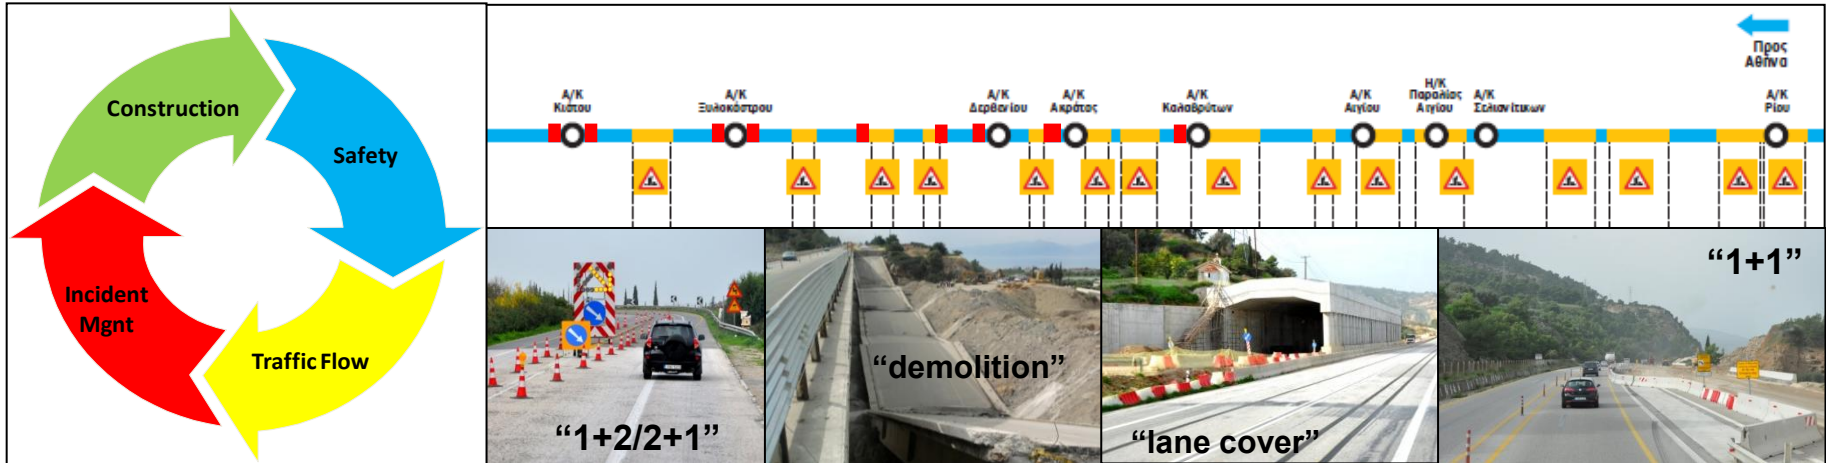 Construction
Safety
Incident
Mgnt
Traffic Flow
Προς
Αθήνα
Α/Κ
Κιάτου
Α/Κ
Ξυλοκάστρου
Α/Κ
Δερβενίου
Α/Κ
Ακράτας
Α/Κ
Καλαβρύτων
Α/Κ
Αιγίου
Η/Κ
Παραλίας
Αιγίου
Α/Κ
Σελιανίτικων
Α/Κ
Ρίου
“1+2/2+1”
“demolition”
“lane cover”
“1+1”